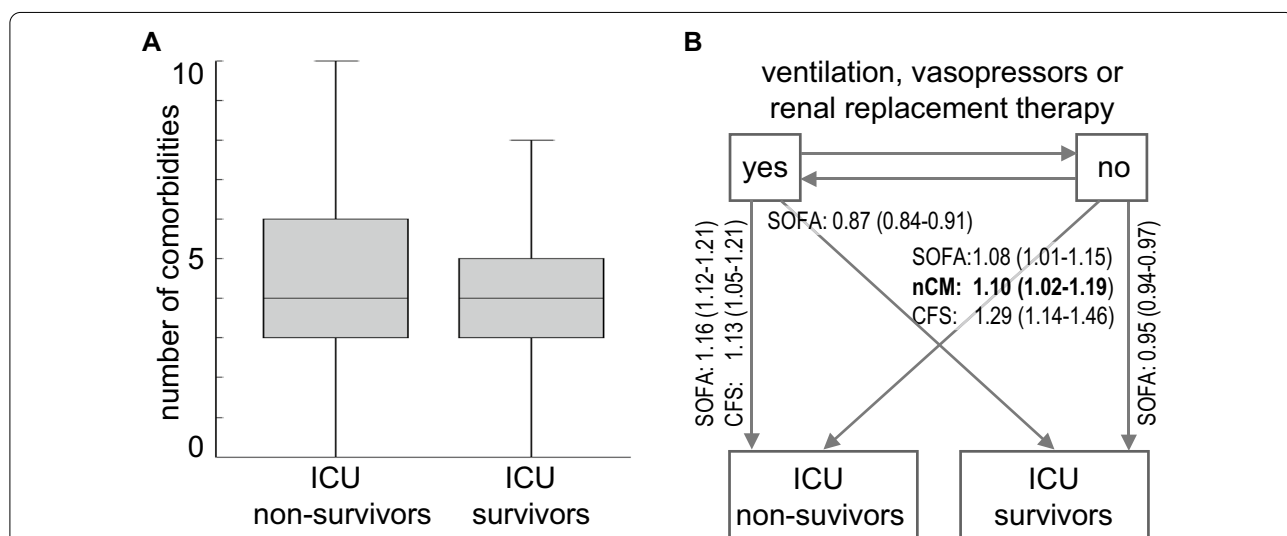 A
10
5
0
number of comorbidities
ICU
non-survivors
ICU
survivors
B
ventilation, vasopressors or
renal replacement therapy
yes
no
SOFA: 0.87 (0.84-0.91)
SOFA:1.08 (1.01-1.15)
nCM: 1.10 (1.02-1.19)
CFS: 1.29 (1.14-1.46)
SOFA: 1.16 (1.12-1.21)
CFS: 1.13 (1.05-1.21)
SOFA: 0.95 (0.94-0.97)
ICU
non-suvivors
ICU
survivors